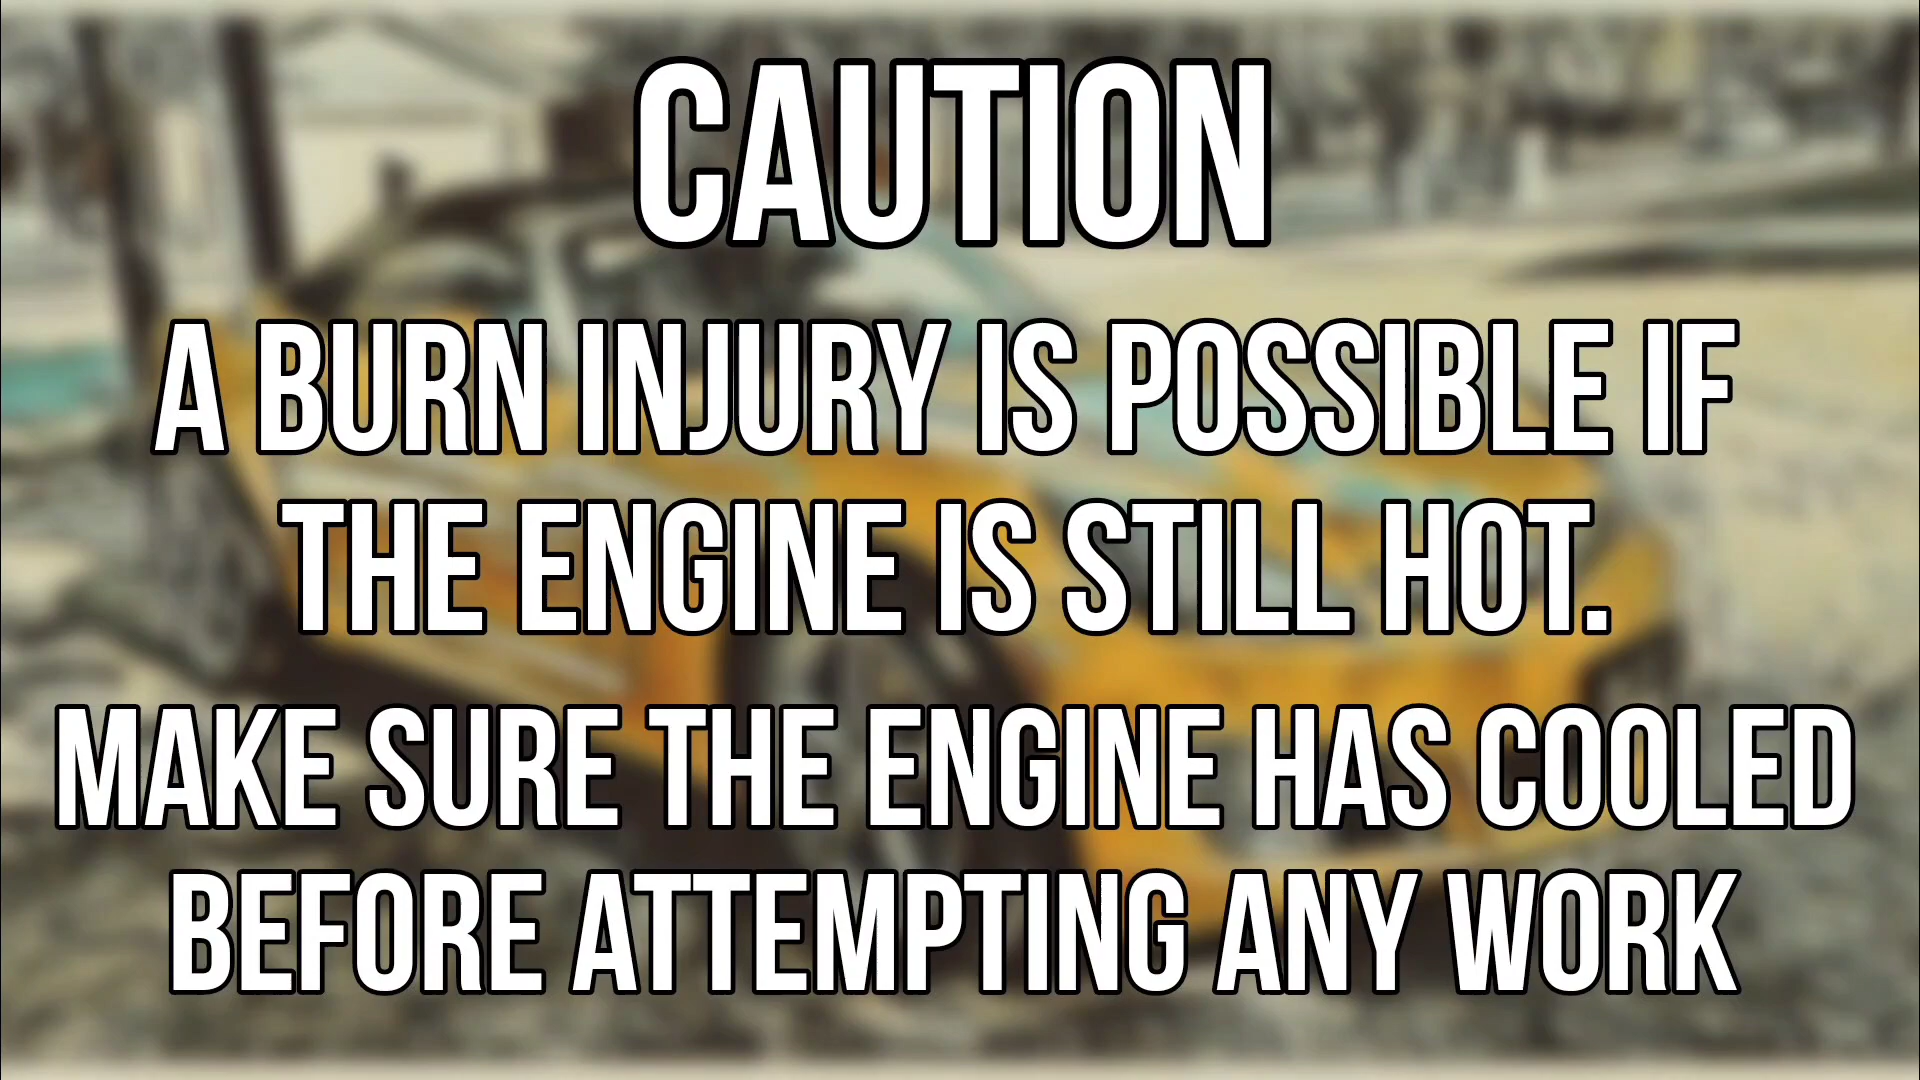 CAUTION
A BURN INJURY IS POSSIBLE IF
THE ENGINE IS STILL HOT.
MAKE SURE THE ENGINE HAS COOLED
BEFORE ATTEMPTING ANY WORK